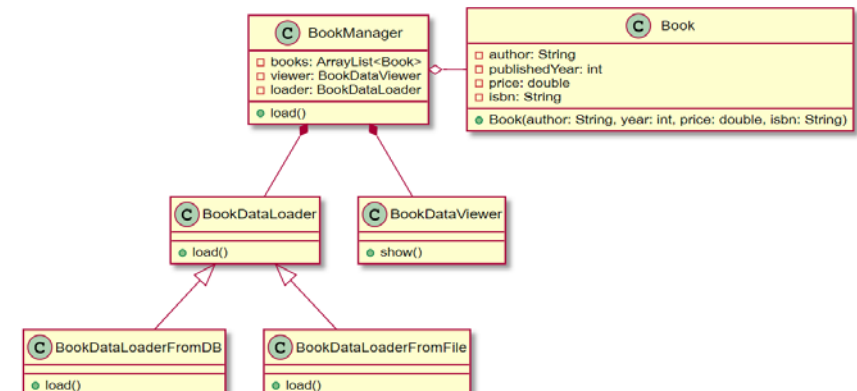 C BookManager
books: ArrayList<Book>
viewer: BookDataViewer
loader: BookDataLoader
load()
C Book
author: String
publishedYear: int
price: double
isbn: String
Book(author: String, year: int, price: double, isbn: String)
C BookDataLoader
load()
C BookDataViewer
show()
C BookDataLoaderFromDB
load()
C BookDataLoaderFromFile
load()